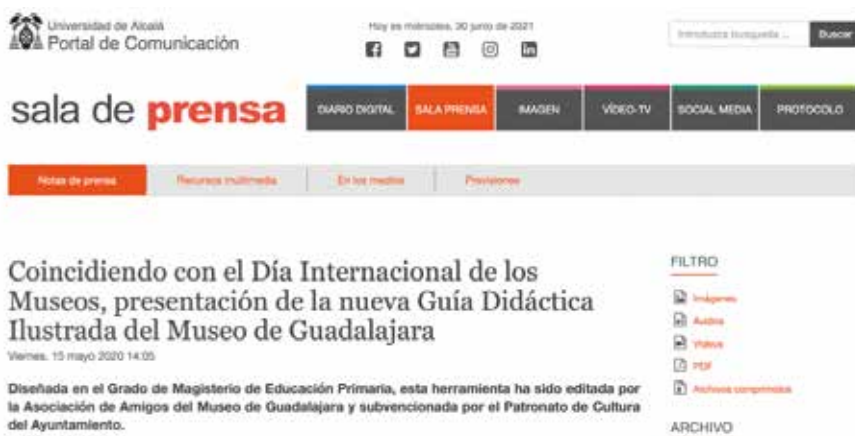 Universidad de Alcalá
Portal de Comunicación
Hoy es miércoles, 30 junio de 2021
Introduzca busqueda ...
Buscar
sala de prensa
DIARIO DIGITAL
SALA PRENSA
IMAGEN
VÍDEO-TV
SOCIAL MEDIA
PROTOCOLO
Notas de prensa
Recursos multimedia
En los medios
Previsiones
Coincidiendo con el Día Internacional de los
Museos, presentación de la nueva Guía Didáctica
Ilustrada del Museo de Guadalajara
Viernes, 15 mayo 2020 14:05
Diseñada en el Grado de Magisterio de Educación Primaria, esta herramienta ha sido editada por
la Asociación de Amigos del Museo de Guadalajara y subvencionada por el Patronato de Cultura
del Ayuntamiento.
FILTRO
Imágenes
Audios
Vídeos
PDF
Archivos comprimidos
ARCHIVO